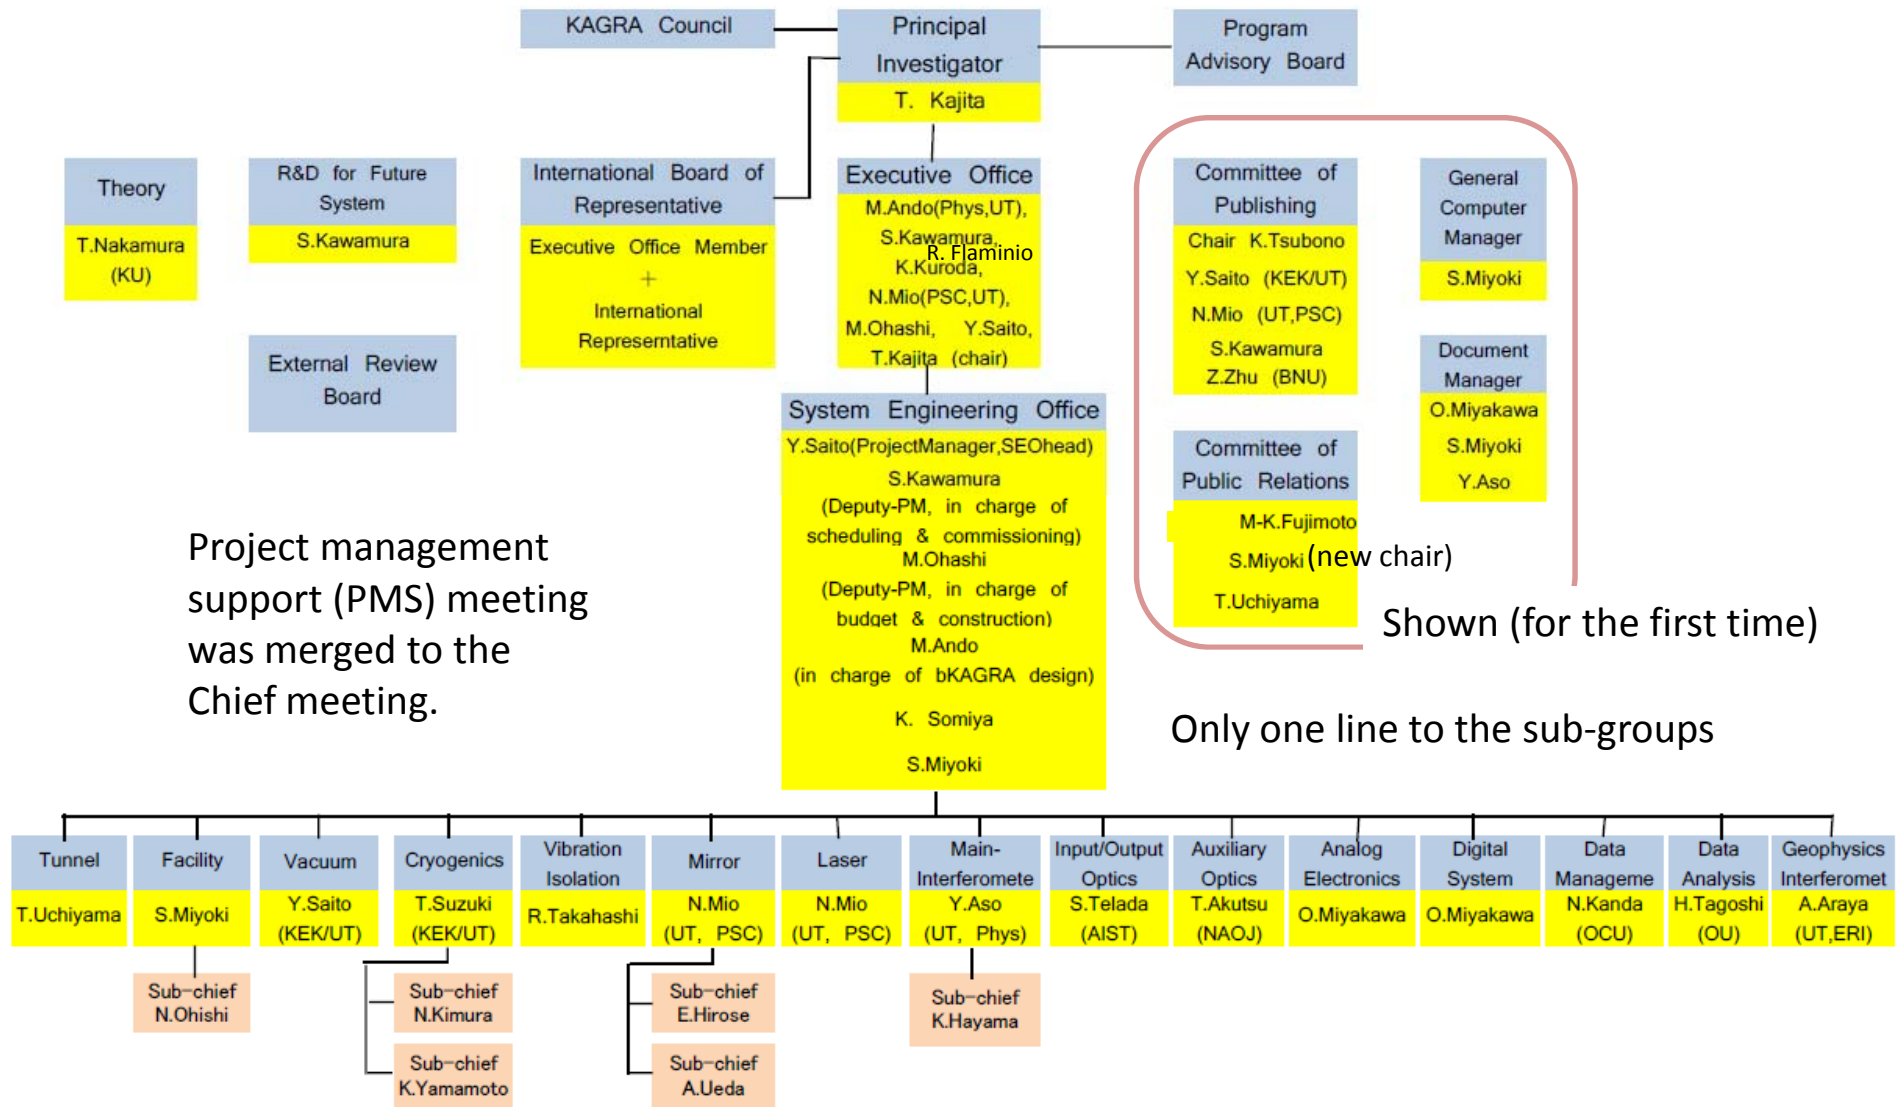 KAGRA Council
Principal
Investigator
T. Kajita
Program
Advisory Board
Theory
T.Nakamura
(KU)
R&D for Future
System
S.Kawamura
External Review
Board
International Board of
Representative
Executive Office Member
+
International
Represerntative
Executive Office
M.Ando(Phys,UT),
S.Kawamura,
R. Flaminio
K.Kuroda,
N.Mio(PSC,UT),
M.Ohashi, Y.Saito,
T.Kajita (chair)
Committee of
Publishing
Chair K.Tsubono
Y.Saito (KEK/UT)
N.Mio (UT,PSC)
S.Kawamura
Z.Zhu (BNU)
General
Computer
Manager
S.Miyoki
Document
Manager
O.Miyakawa
S.Miyoki
Y.Aso
Committee of
Public Relations
M-K.Fujimoto
S.Miyoki (new chair)
T.Uchiyama
Shown (for the first time)
System Engineering Office
Y.Saito(ProjectManager,SEOhead)
S.Kawamura
(Deputy-PM, in charge of
scheduling & commissioning)
M.Ohashi
(Deputy-PM, in charge of
budget & construction)
M.Ando
(in charge of bKAGRA design)
K. Somiya
S.Miyoki
Project management
support (PMS) meeting
was merged to the
Chief meeting.
Only one line to the sub-groups
Tunnel
T.Uchiyama
Facility
S.Miyoki
Sub-chief
N.Ohishi
Vacuum
Y.Saito
(KEK/UT)
Cryogenics
T.Suzuki
(KEK/UT)
Sub-chief
N.Kimura
Sub-chief
K.Yamamoto
Vibration
Isolation
R.Takahashi
Mirror
N.Mio
(UT, PSC)
Sub-chief
E.Hirose
Sub-chief
A.Ueda
Laser
N.Mio
(UT, PSC)
Main-
Interferomete
Y.Aso
(UT, Phys)
Sub-chief
K.Hayama
Input/Output
Optics
S.Telada
(AIST)
Auxiliary
Optics
T.Akutsu
(NAOJ)
Analog
Electronics
O.Miyakawa
Digital
System
O.Miyakawa
Data
Manageme
N.Kanda
(OCU)
Data
Analysis
H.Tagoshi
(OU)
Geophysics
Interferomet
A.Araya
(UT,ERI)